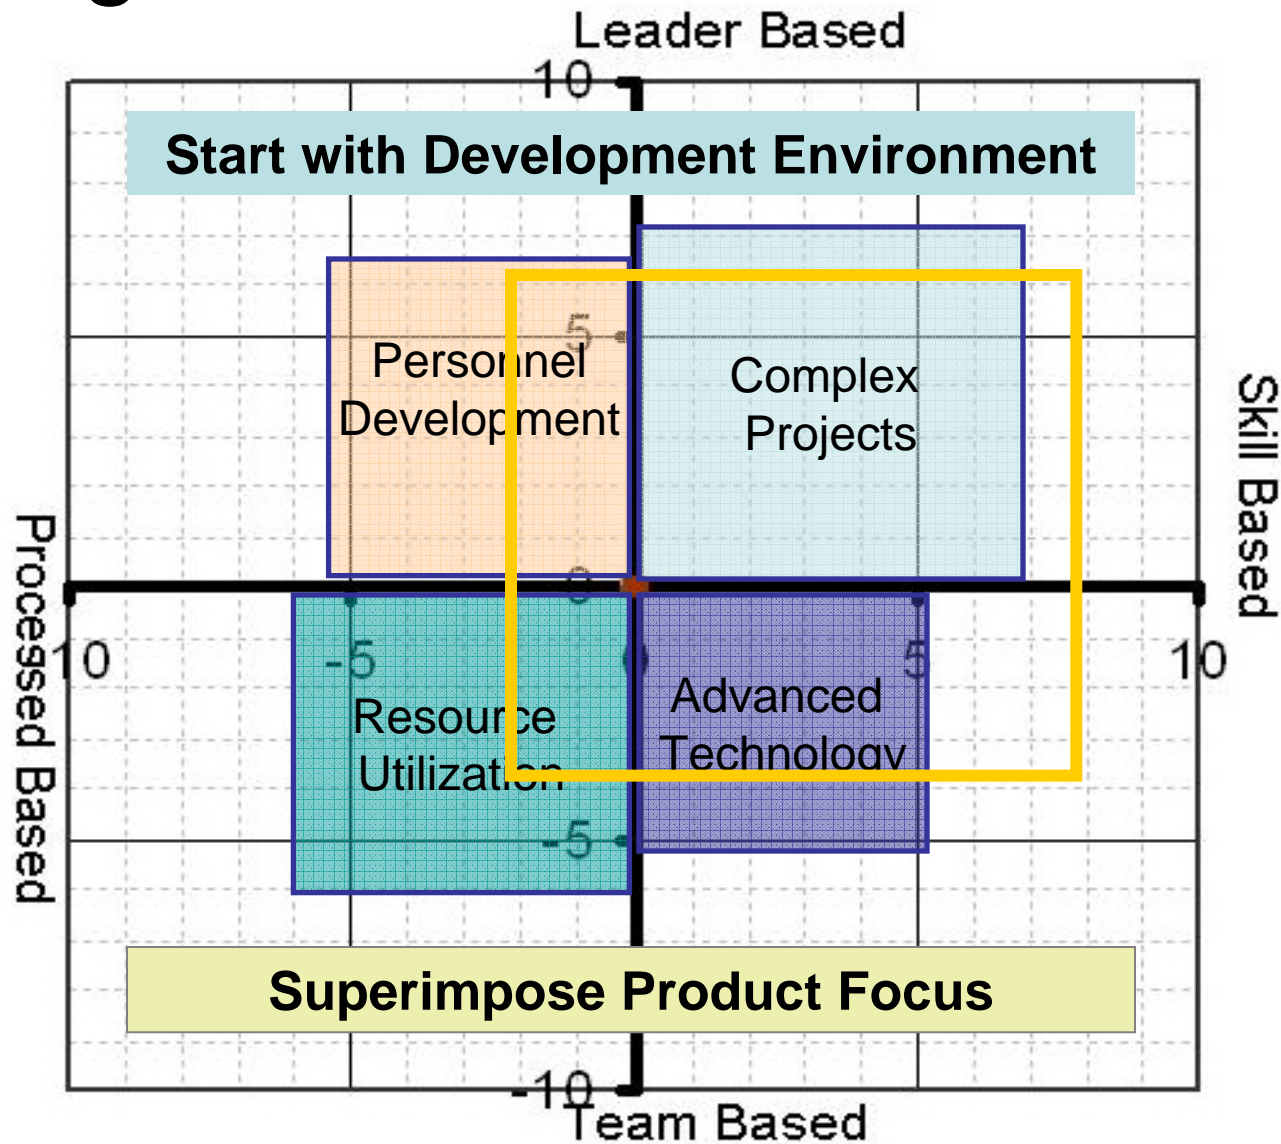 Leader Based
10
Start with Development Environment
5
Personnel
Development
Complex
Projects
Skill Based
Processed Based
0
10
-5
0
5
10
Resource
Utilization
Advanced
Technology
-5
Superimpose Product Focus
-10
Team Based